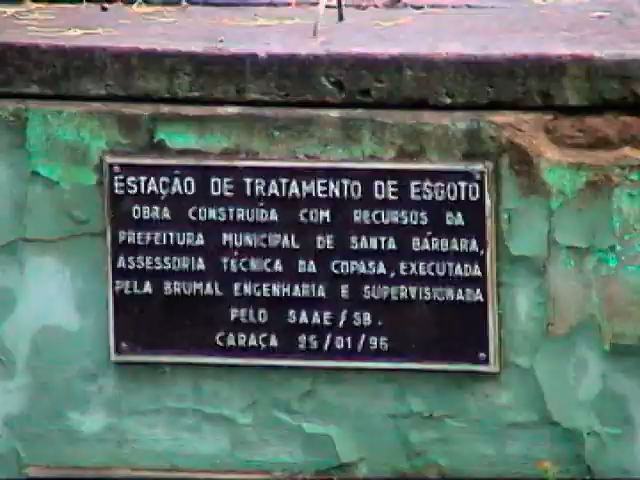 ESTAÇÃO DE TRATAMENTO DE ESGOTO
OBRA CONSTRUÍDA COM RECURSOS DA
PREFEITURA MUNICIPAL DE SANTA BÁRBARA,
ASSESSORIA TÉCNICA DA COPASA, EXECUTADA
PELA BRUMAL ENGENHARIA E SUPERVISIONADA
PELO SAAE/SB.
CARAÇA 25/01/96